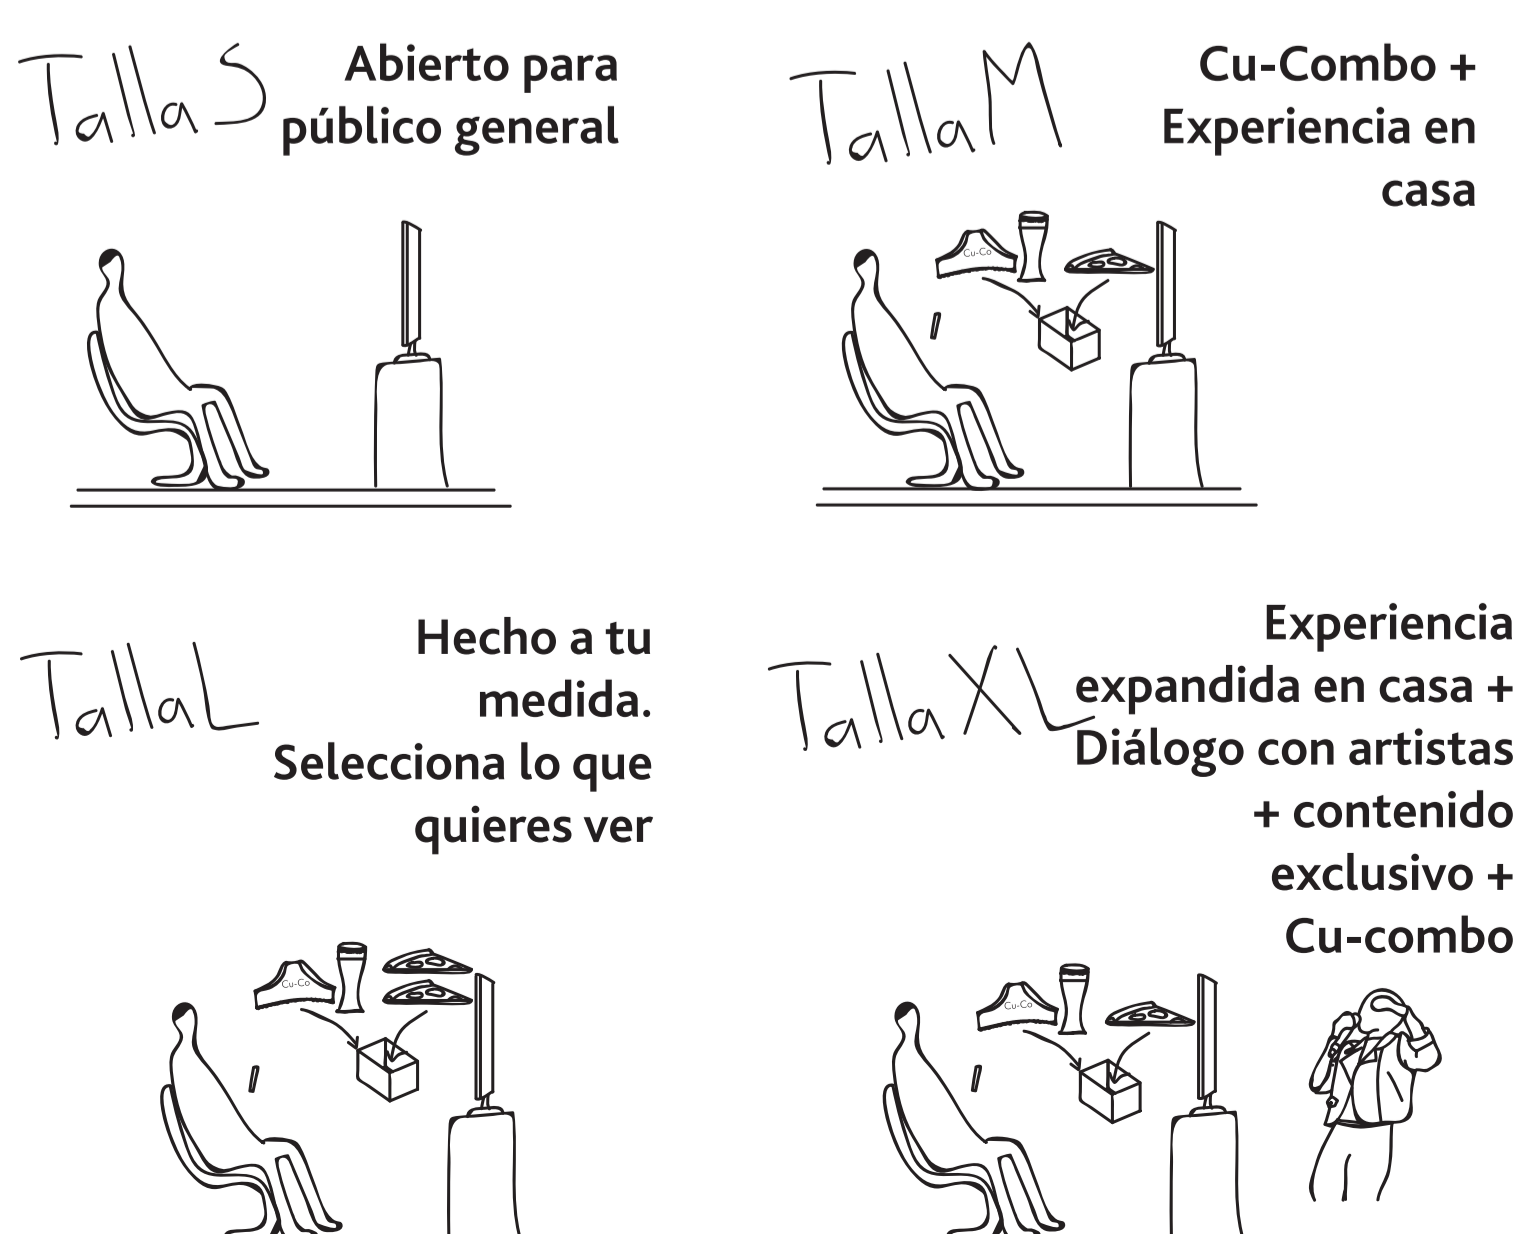 Talla S
Abierto para
público general
Talla M
Cu-Combo +
Experiencia en
casa
Cu-Co
Talla L
Hecho a tu
medida.
Selecciona lo que
quieres ver
Cu-Co
Talla XL
Experiencia
expandida en casa +
Diálogo con artistas
+ contenido
exclusivo +
Cu-combo
Cu-Co